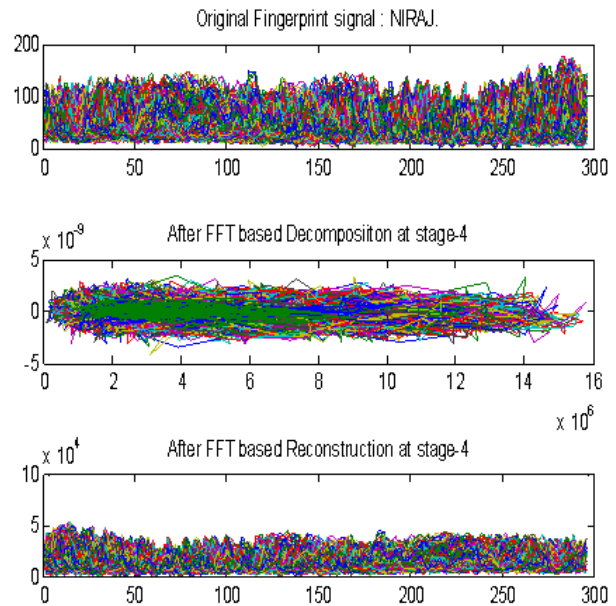 Original Fingerprint signal : NIRAJ.
200
100
0
0 50 100 150 200 250 300
x 10^-9
After FFT based Decomposiiton at stage-4
5
0
-5
0 2 4 6 8 10 12 14 16
x 10^6
x 10^4
After FFT based Reconstruction at stage-4
10
5
0
0 50 100 150 200 250 300